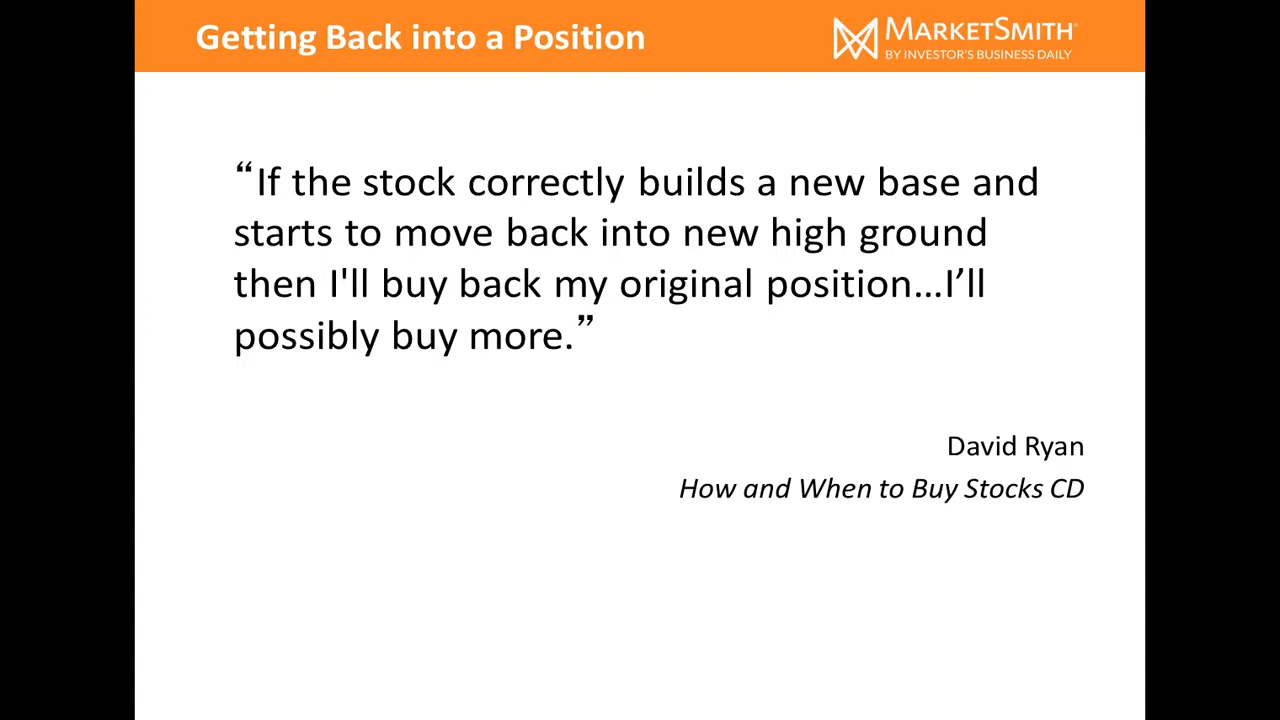 Getting Back into a Position
MARKETSMITH
BY INVESTOR'S BUSINESS DAILY
“If the stock correctly builds a new base and
starts to move back into new high ground
then I'll buy back my original position…I’ll
possibly buy more.”
David Ryan
How and When to Buy Stocks CD